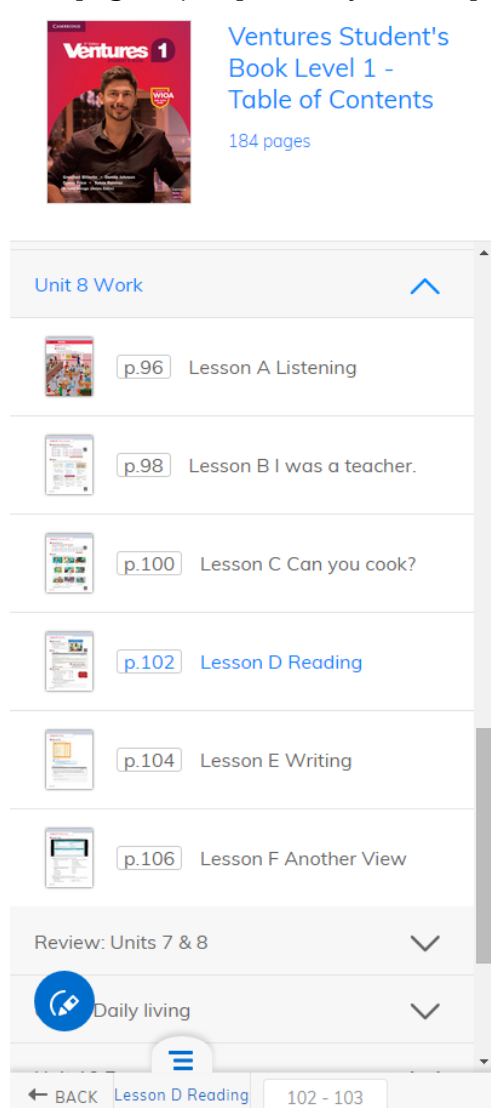 CAMBRIDGE
Ventures 1
WIOA
Ventures Student's
Book Level 1 -
Table of Contents
184 pages
Unit 8 Work
p.96 Lesson A Listening
p.98 Lesson B I was a teacher.
p.100 Lesson C Can you cook?
p.102 Lesson D Reading
p.104 Lesson E Writing
p.106 Lesson F Another View
Review: Units 7 & 8
Daily living
BACK Lesson D Reading 102 - 103